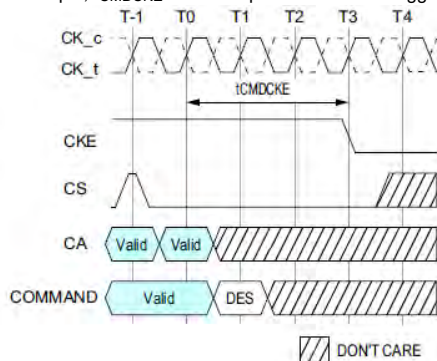 T-1 T0 T1 T2 T3 T4
CK_c
CK_t
tCMDCKE
CKE
CS
CA Valid Valid
COMMAND Valid DES
DON'T CARE